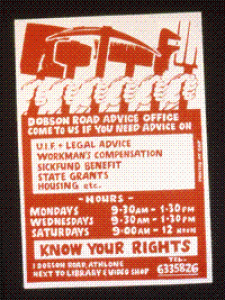 DOBSON ROAD ADVICE OFFICE
COME TO US IF YOU NEED ADVICE ON
U.I.F. + LEGAL ADVICE
WORKMAN'S COMPENSATION
SICKFUND BENEFIT
STATE GRANTS
HOUSING etc.
- HOURS -
MONDAYS 9-30AM - 1-30PM
WEDNESDAYS 9-30AM - 1-30PM
SATURDAYS 9-00AM - 12 NOON
KNOW YOUR RIGHTS
DOBSON ROAD, ATHLONE
NEXT TO LIBRARY & VIDEO SHOP
TEL.
6335826